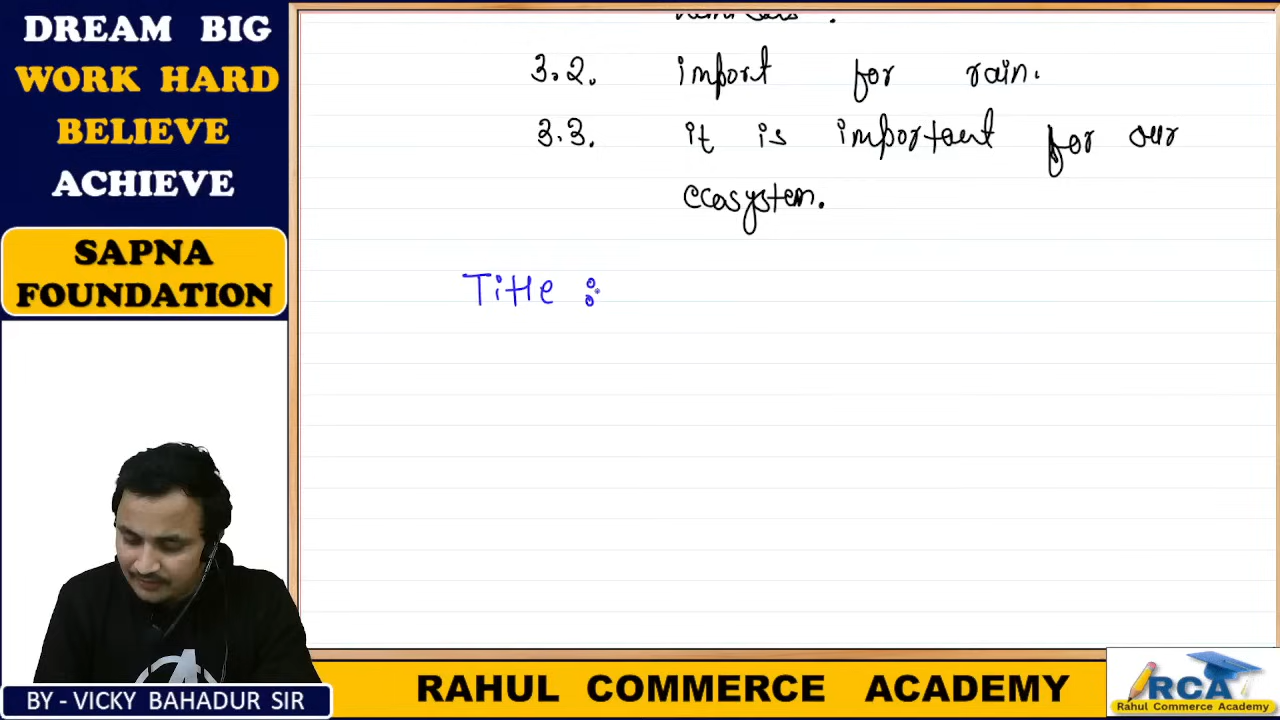 DREAM BIG
WORK HARD
BELIEVE
ACHIEVE
SAPNA
FOUNDATION
3.2. import for rain.
3.3. it is important for our
ecosystem.
Title :
BY - VICKY BAHADUR SIR
RAHUL COMMERCE ACADEMY
RCA
Rahul Commerce Academy